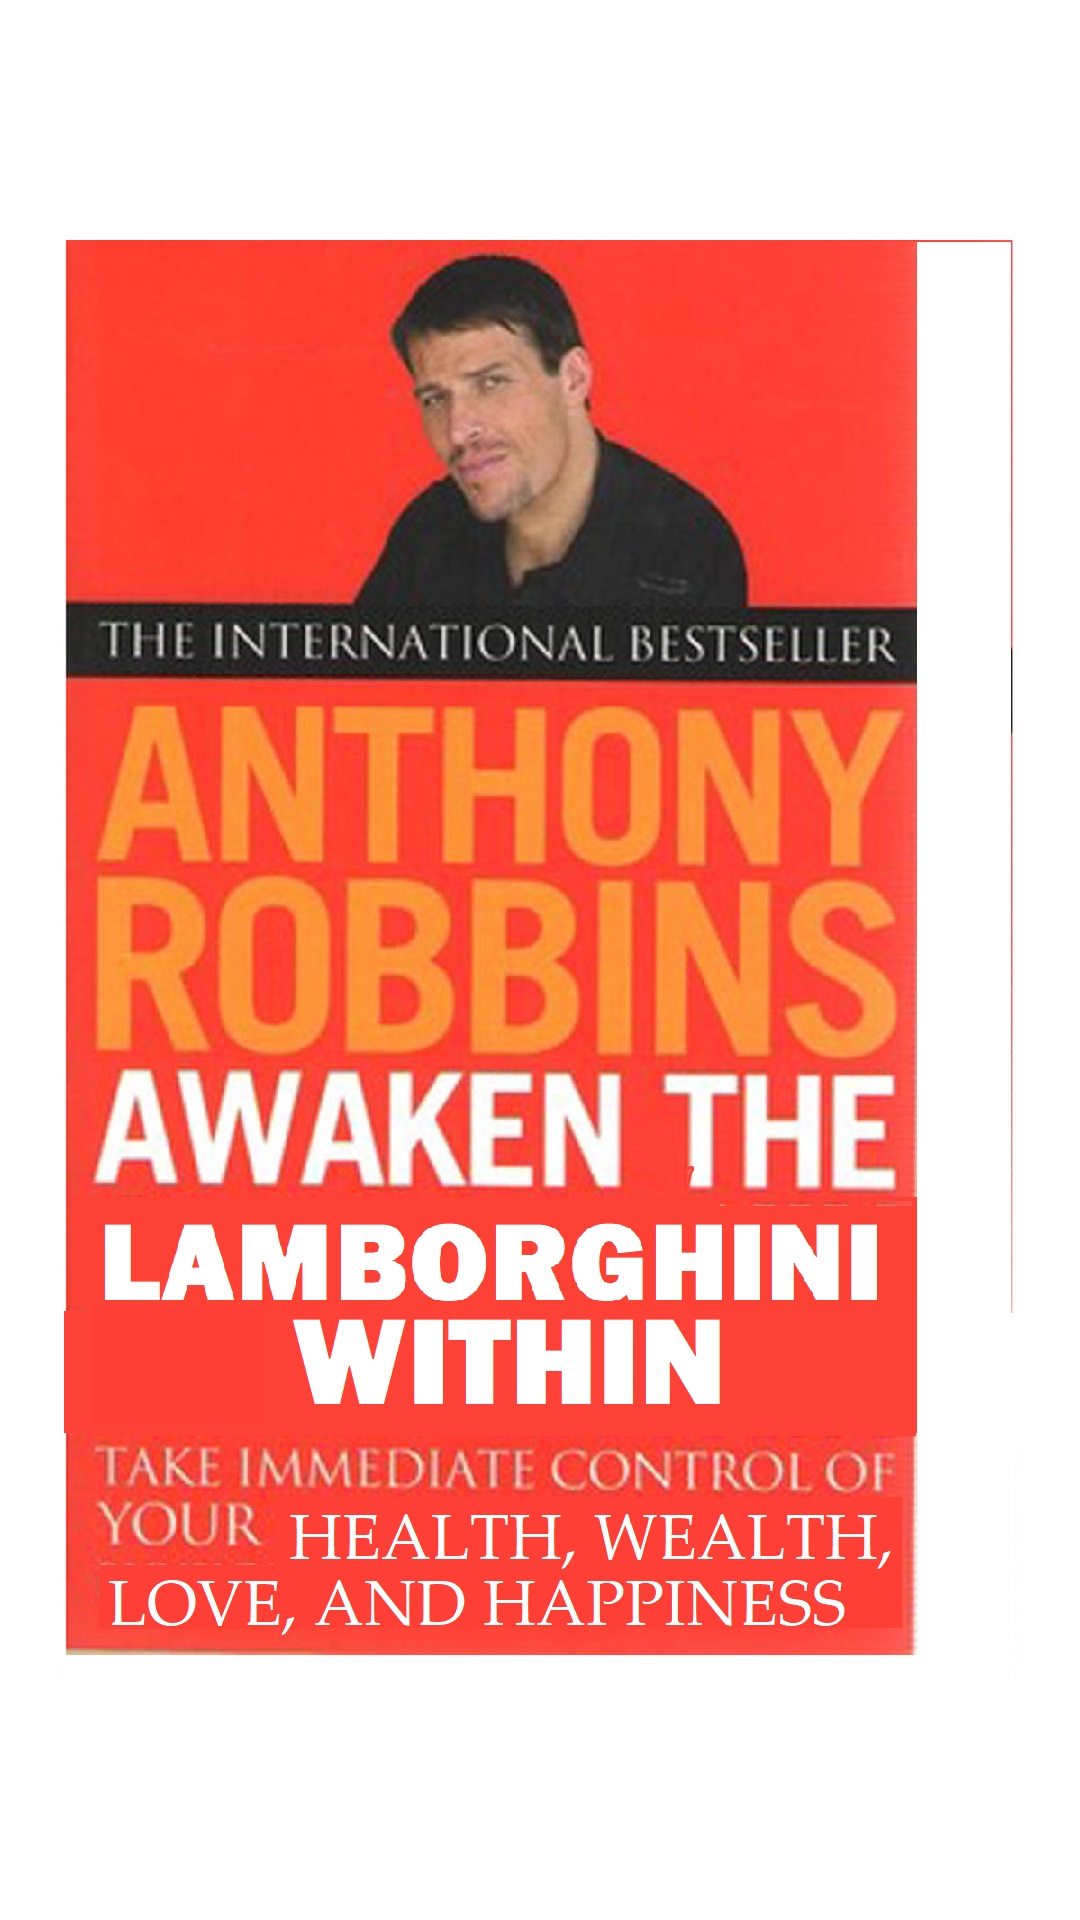 THE INTERNATIONAL BESTSELLER
ANTHONY
ROBBINS
AWAKEN THE
LAMBORGHINI
WITHIN
TAKE IMMEDIATE CONTROL OF
YOUR HEALTH, WEALTH,
LOVE, AND HAPPINESS